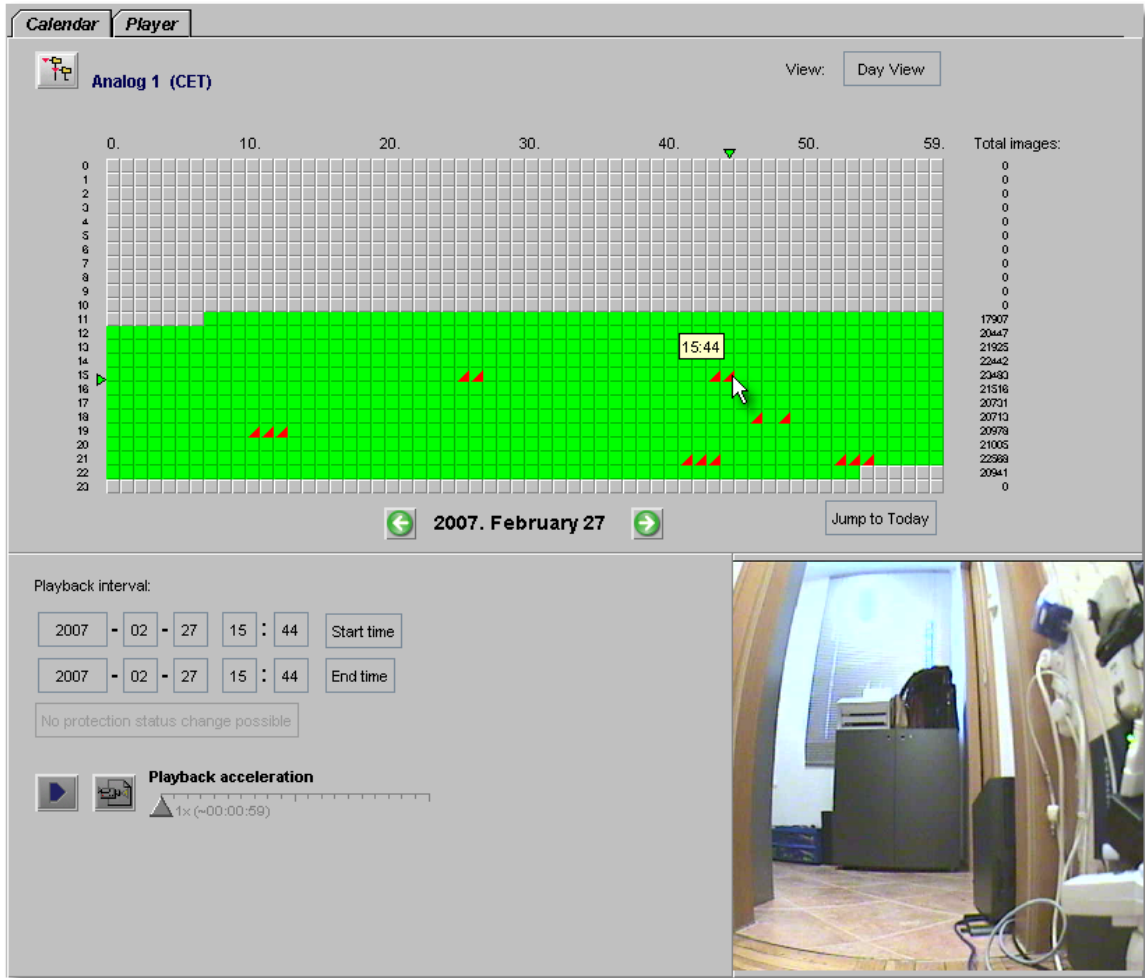 Calendar Player
Analog 1 (CET)
View: Day View
0. 10. 20. 30. 40. 50. 59. Total images:
0 0
1 0
2 0
3 0
4 0
5 0
6 0
7 0
8 0
9 0
10 0
11 17907
12 20447
13 21925
15:44
14 22442
15 23483
16 21516
17 20731
18 20713
19 20978
20 21005
21 22568
22 20941
23 0
2007. February 27
Jump to Today
Playback interval:
2007 - 02 - 27 15 : 44 Start time
2007 - 02 - 27 15 : 44 End time
No protection status change possible
Playback acceleration
1x (~00:00:59)